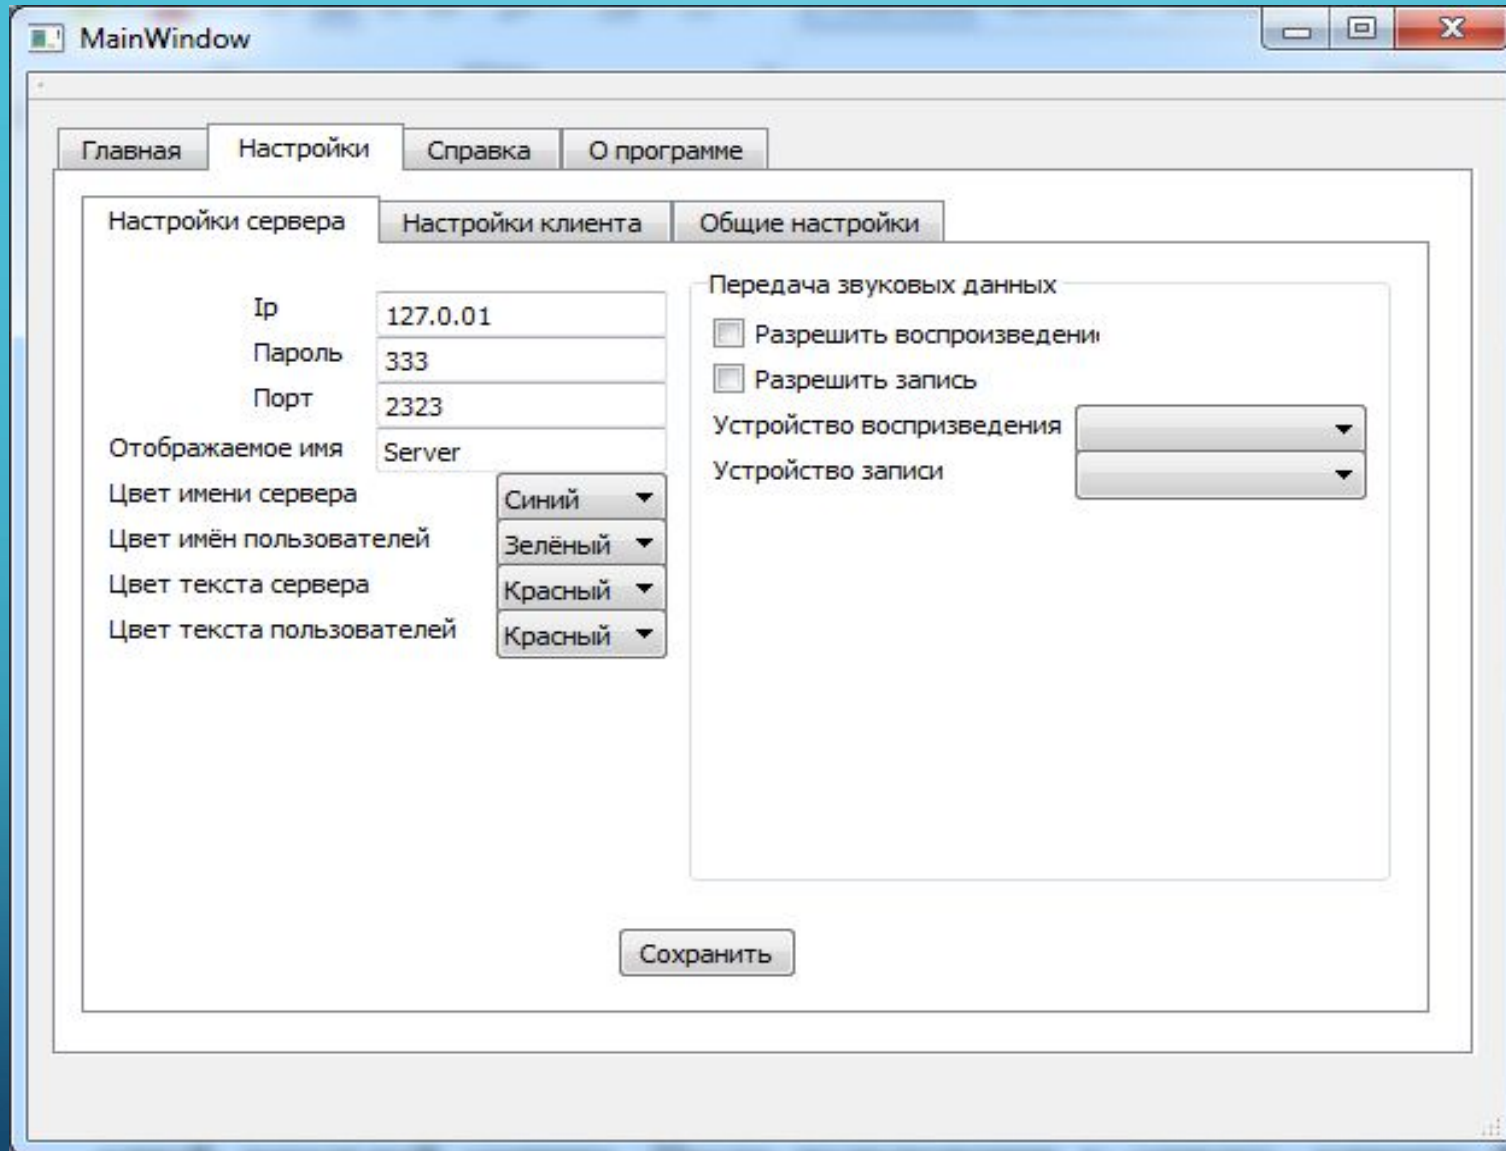 MainWindow
Главная Настройки Справка О программе
Настройки сервера Настройки клиента Общие настройки
Ip 127.0.01
Пароль 333
Порт 2323
Отображаемое имя Server
Цвет имени сервера Синий
Цвет имён пользователей Зелёный
Цвет текста сервера Красный
Цвет текста пользователей Красный
Передача звуковых данных
Разрешить воспроизведени
Разрешить запись
Устройство воспризведения
Устройство записи
Сохранить